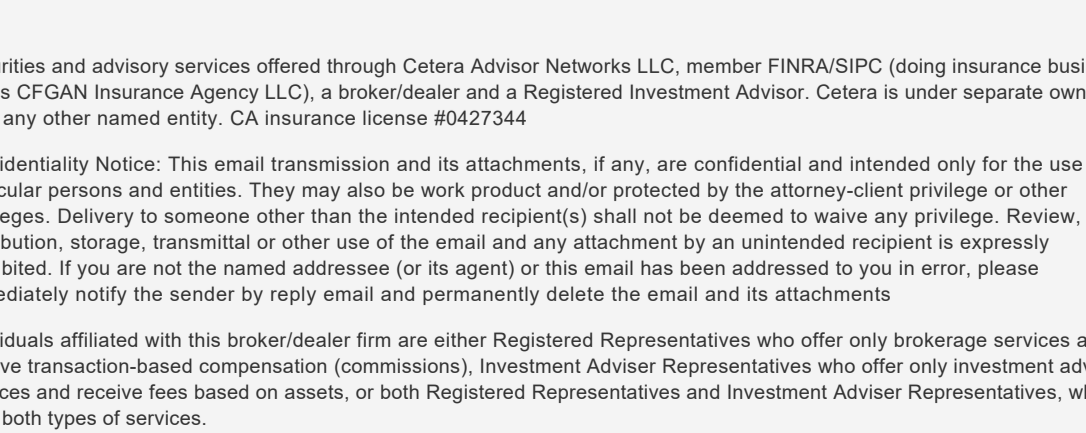 rities and advisory services offered through Cetera Advisor Networks LLC, member FINRA/SIPC (doing insurance busi
s CFGAN Insurance Agency LLC), a broker/dealer and a Registered Investment Advisor. Cetera is under separate own
any other named entity. CA insurance license #0427344
identiality Notice: This email transmission and its attachments, if any, are confidential and intended only for the use
cular persons and entities. They may also be work product and/or protected by the attorney-client privilege or other
eges. Delivery to someone other than the intended recipient(s) shall not be deemed to waive any privilege. Review,
bution, storage, transmittal or other use of the email and any attachment by an unintended recipient is expressly
bited. If you are not the named addressee (or its agent) or this email has been addressed to you in error, please
ediately notify the sender by reply email and permanently delete the email and its attachments
iduals affiliated with this broker/dealer firm are either Registered Representatives who offer only brokerage services a
ve transaction-based compensation (commissions), Investment Adviser Representatives who offer only investment adv
ces and receive fees based on assets, or both Registered Representatives and Investment Adviser Representatives, wh
both types of services.